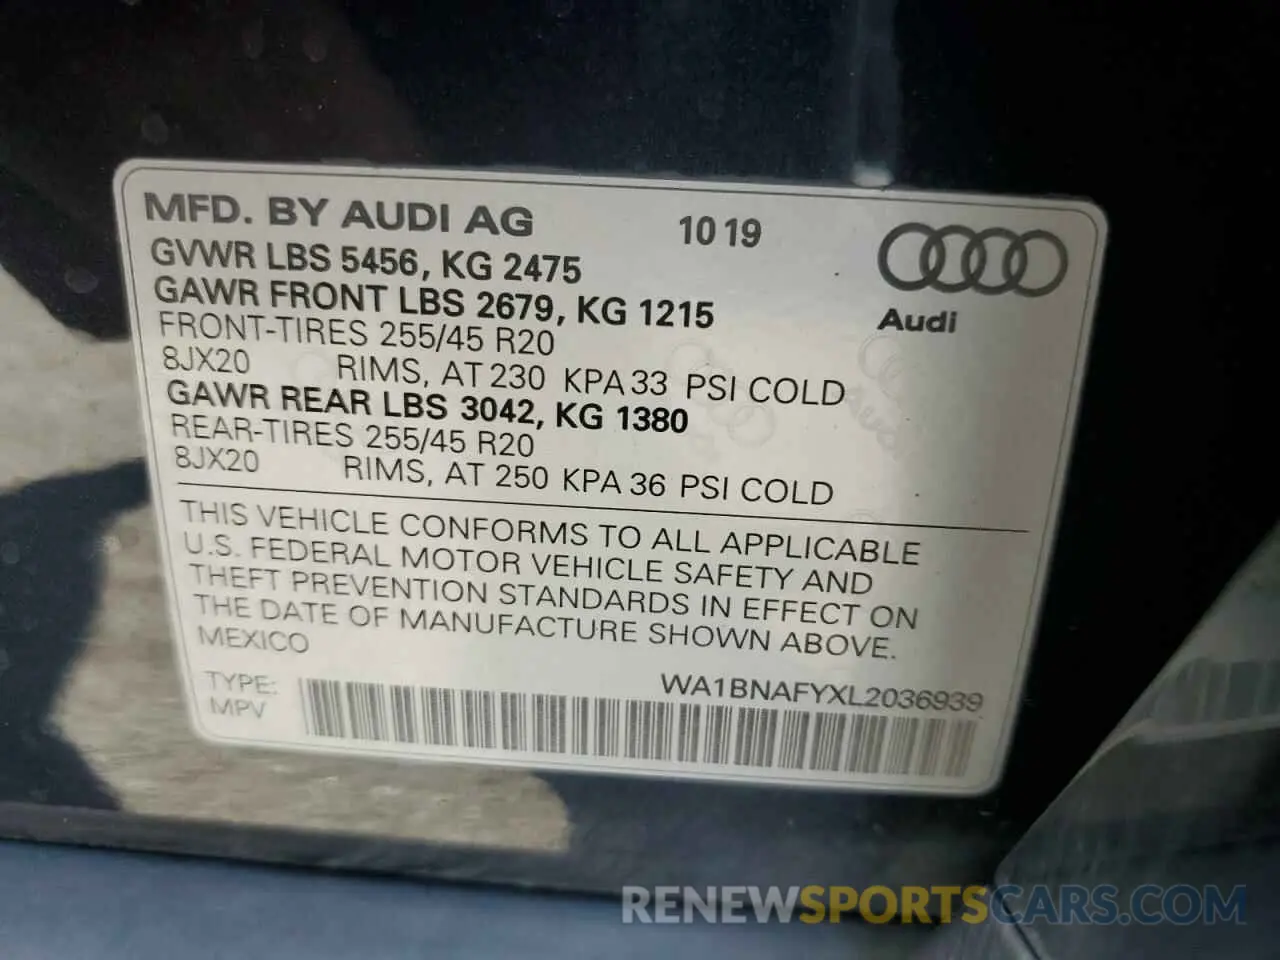 MFD. BY AUDI AG 10 19
GVWR LBS 5456, KG 2475
GAWR FRONT LBS 2679, KG 1215
Audi
FRONT-TIRES 255/45 R20
8JX20 RIMS, AT 230 KPA 33 PSI COLD
GAWR REAR LBS 3042, KG 1380
REAR-TIRES 255/45 R20
8JX20 RIMS, AT 250 KPA 36 PSI COLD
THIS VEHICLE CONFORMS TO ALL APPLICABLE
U.S. FEDERAL MOTOR VEHICLE SAFETY AND
THEFT PREVENTION STANDARDS IN EFFECT ON
THE DATE OF MANUFACTURE SHOWN ABOVE.
MEXICO
TYPE: WA1BNAFYXL2036939
MPV
RENEWSPORTSCARS.COM